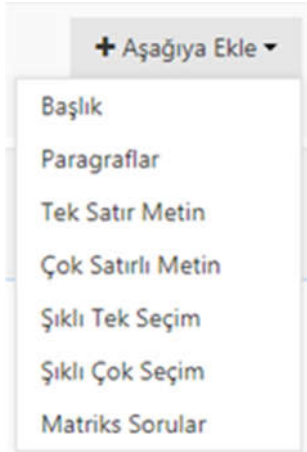 + Aşağıya Ekle
Başlık
Paragraflar
Tek Satır Metin
Çok Satırlı Metin
Şıklı Tek Seçim
Şıklı Çok Seçim
Matriks Sorular